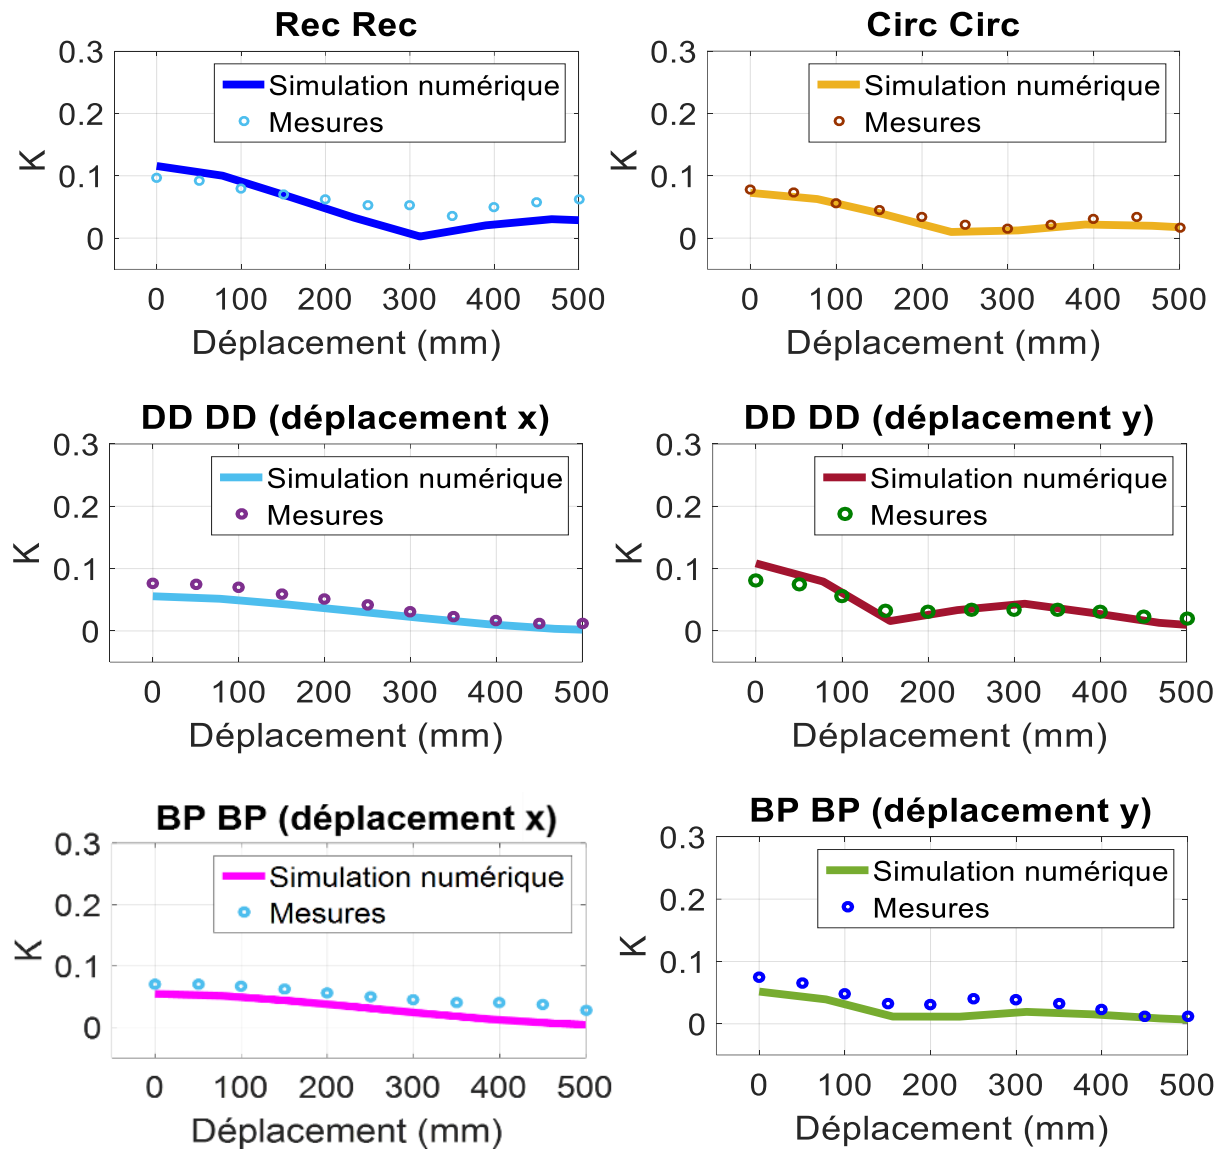 Rec Rec
0.3
0.2
0.1
0
K
Simulation numérique
Mesures
0 100 200 300 400 500
Déplacement (mm)
Circ Circ
0.3
0.2
0.1
0
K
Simulation numérique
Mesures
0 100 200 300 400 500
Déplacement (mm)
DD DD (déplacement x)
0.3
0.2
0.1
0
K
Simulation numérique
Mesures
0 100 200 300 400 500
Déplacement (mm)
DD DD (déplacement y)
0.3
0.2
0.1
0
K
Simulation numérique
Mesures
0 100 200 300 400 500
Déplacement (mm)
BP BP (déplacement x)
0.3
0.2
0.1
0
K
Simulation numérique
Mesures
0 100 200 300 400 500
Déplacement (mm)
BP BP (déplacement y)
0.3
0.2
0.1
0
K
Simulation numérique
Mesures
0 100 200 300 400 500
Déplacement (mm)